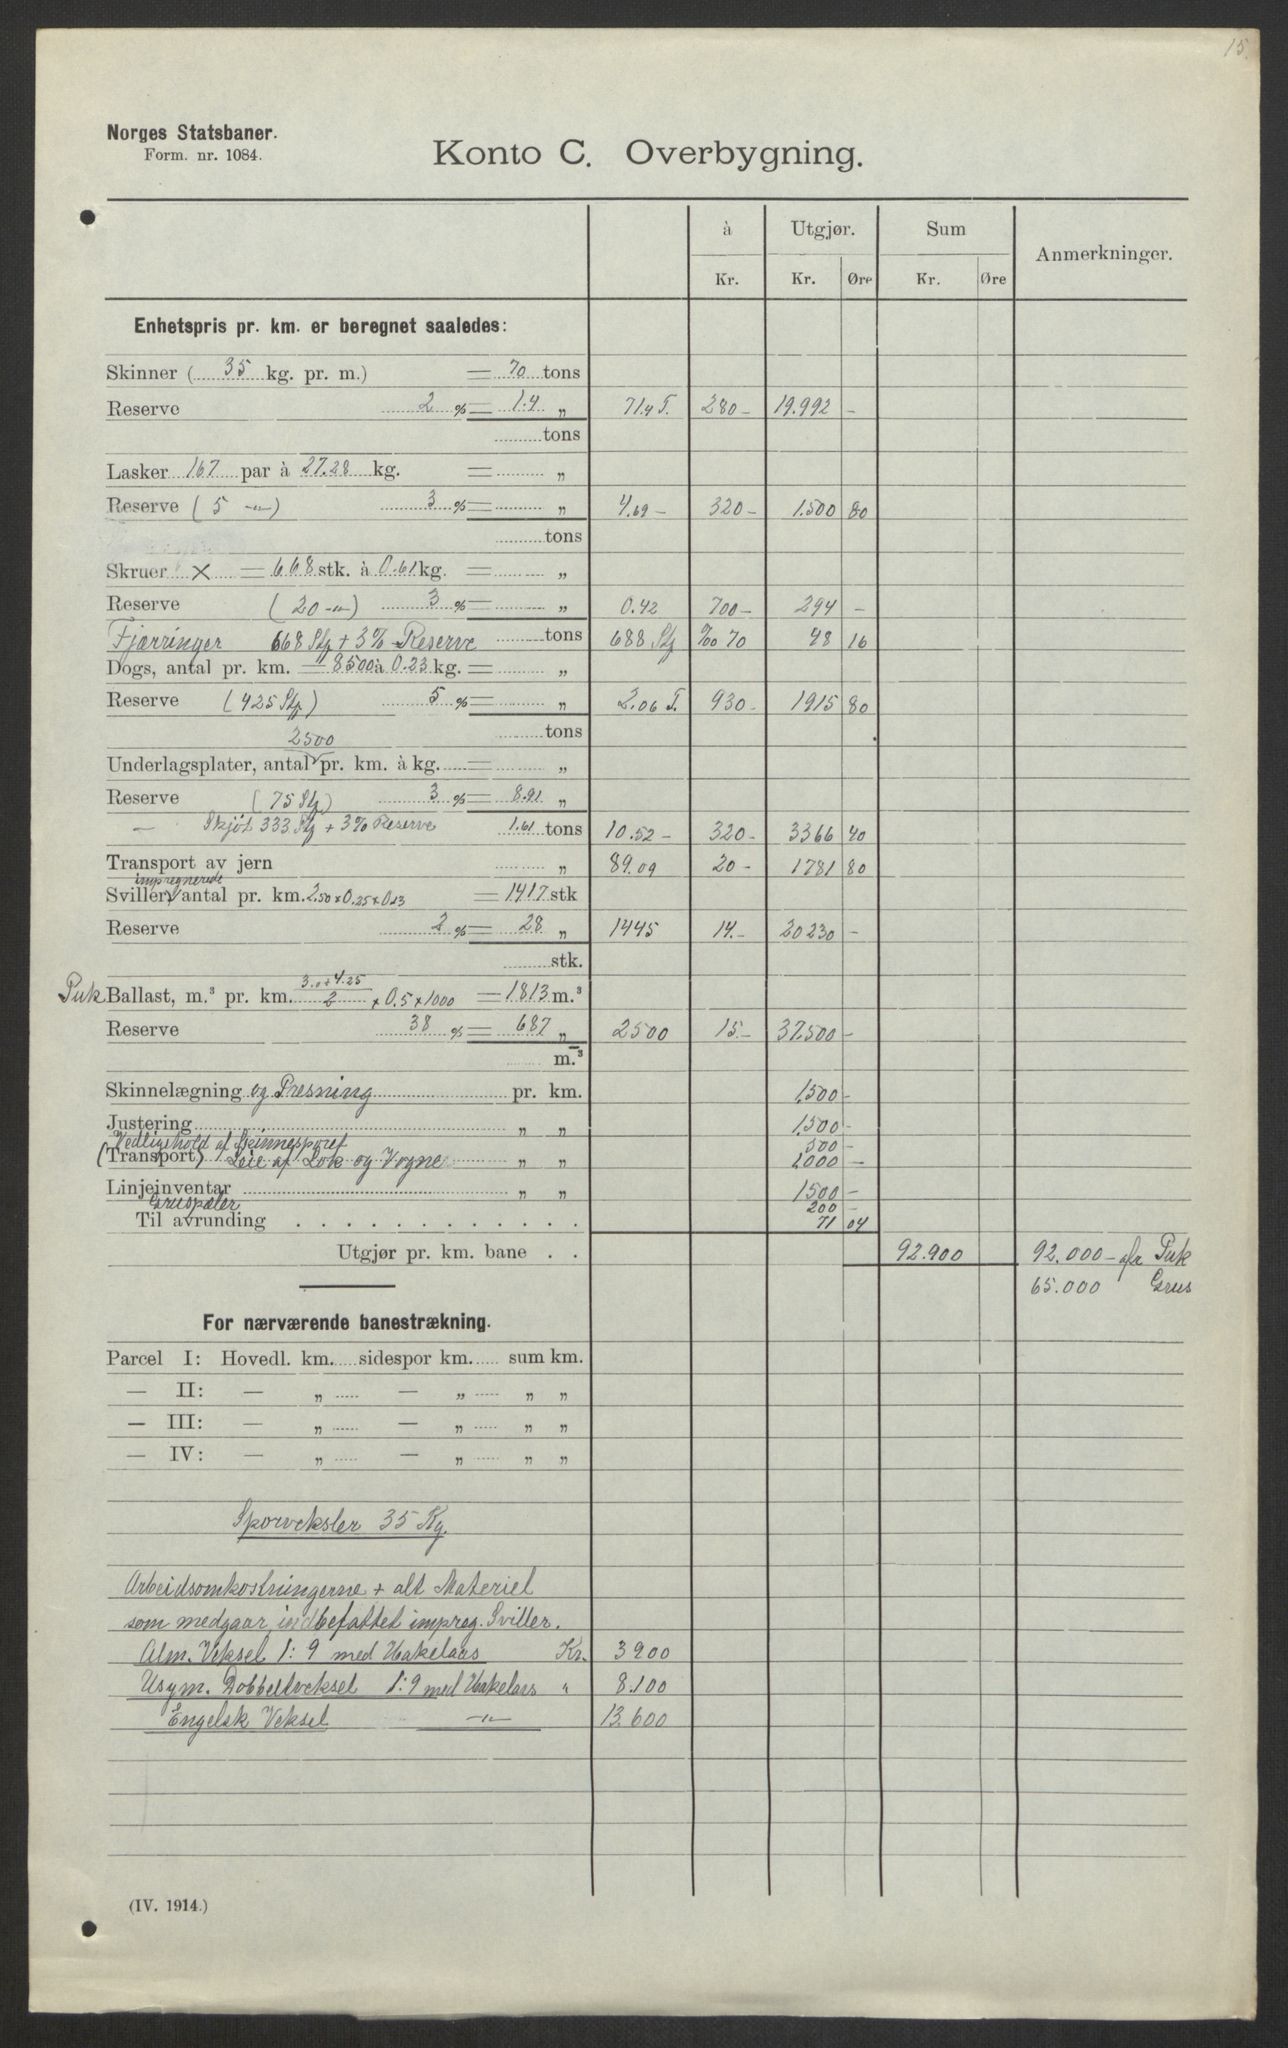 15.
Norges Statsbaner.
Form. nr. 1084.
Konto C. Overbygning.
à Utgjør. Sum Anmerkninger.
Kr. Kr. Øre Kr. Øre
Enhetspris pr. km. er beregnet saaledes:
Skinner ( 35 kg. pr. m.) = 70 tons
Reserve 2 % = 1.4 „ 71.4 T. 280 - 19.992 -
tons
Lasker 167 par à 27.28 kg. = „
Reserve ( 5 -„-) 3 % = „ 4.69 - 320 - 1.500 80
tons
Skruer × = 668 stk. à 0.61 kg. = „
Reserve (20 -„-) 3 % = „ 0.42 700 - 294 -
Fjærringer 668 Stk + 3% Reserve tons 688 Stk ‰ 70 48 16
Dogs, antal pr. km. = 8500 à 0.23 kg. = „
Reserve (425 Stk) 5 % = „ 2.06 T. 930 - 1915 80
2500 tons
Underlagsplater, antal pr. km. à kg. = „
Reserve (75 Stk) 3 % = 8.91 „
- Skjøt 333 Stk + 3% Reserve 1.61 tons 10.52 - 320 - 3366 40
Transport av jern „ 89.09 20 - 1781 80
impregnerede
Sviller, antal pr. km. 2.50 × 0.25 × 0.13 = 1417 stk
Reserve 2 % = 28 „ 1445 14.- 20230 -
stk.
Puk Ballast, m.³ pr. km. 3.0 + 4.25 / 2 × 0.5 × 1000 = 1813 m.³
Reserve 38 % = 687 „ 2500 15.- 37.500 -
m.³
Skinnelægning og Presning pr. km. 1.500 -
Justering „ „ 1.500 -
Vedligehold af Skinnesporet 500 -
(Transport) Leie af Lok og Vogne „ „ 2000 -
Linjeinventar „ „ 1500 -
Gruspæler 200 -
Til avrunding 71 04
Utgjør pr. km. bane . . 92.900 92.000 - afr Puk
65.000 Grus
For nærværende banestrækning.
Parcel I: Hovedl. km. sidespor km. sum km.
— II: — „ — „ „ „
— III: — „ — „ „ „
— IV: — „ — „ „ „
Sporveksler 35 Kg.
Arbeidsomkostningerne + alt Materiel
som medgaar, indbefattet impreg. Sviller.
Alm. Veksel 1:9 med Hakelaas Kr. 3900
Usym. Dobbeltveksel 1:9 med Hakelaas „ 8.100
Engelsk Veksel -„- 13.600
(IV. 1914.)